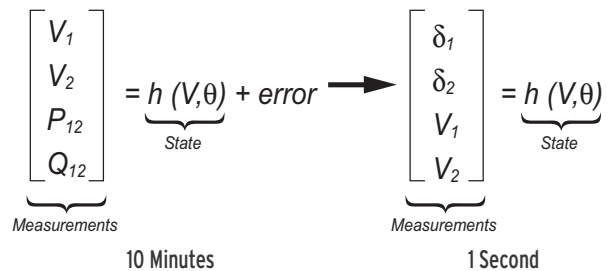 V1
V2
P12
Q12
Measurements
= h (V,θ) + error
State
10 Minutes
δ1
δ2
V1
V2
Measurements
= h (V,θ)
State
1 Second